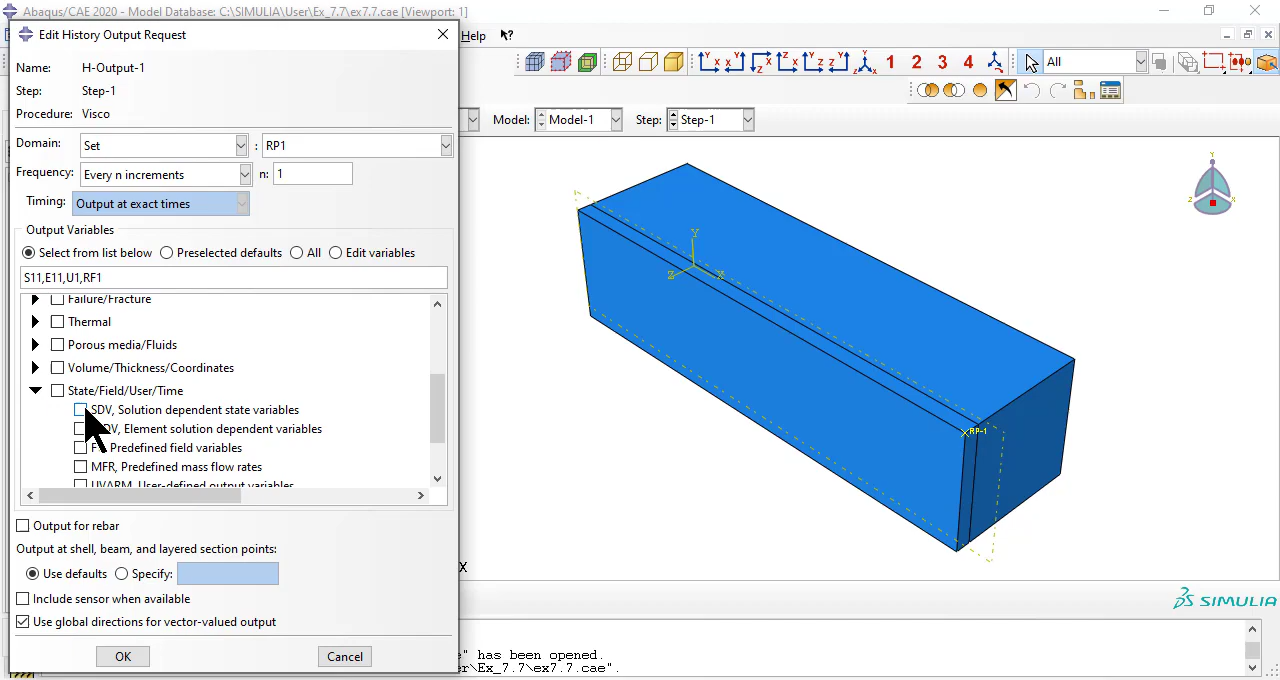 Abaqus/CAE 2020 - Model Database: C:\SIMULIA\User\Ex_7.7\ex7.7.cae [Viewport: 1]
Edit History Output Request
Help
Name: H-Output-1
Step: Step-1
Procedure: Visco
Domain: Set : RP1
Frequency: Every n increments n: 1
Timing: Output at exact times
Output Variables
Select from list below Preselected defaults All Edit variables
S11,E11,U1,RF1
Failure/Fracture
Thermal
Porous media/Fluids
Volume/Thickness/Coordinates
State/Field/User/Time
SDV, Solution dependent state variables
Element solution dependent variables
Predefined field variables
MFR, Predefined mass flow rates
UVARM, User-defined output variables
Output for rebar
Output at shell, beam, and layered section points:
Use defaults Specify:
Include sensor when available
Use global directions for vector-valued output
OK Cancel
1 2 3 4
All
Model: Model-1 Step: Step-1
Y
Z X
RP-1
Y
Z X
X
SIMULIA
e" has been opened
er\Ex_7.7\ex7.7.cae".